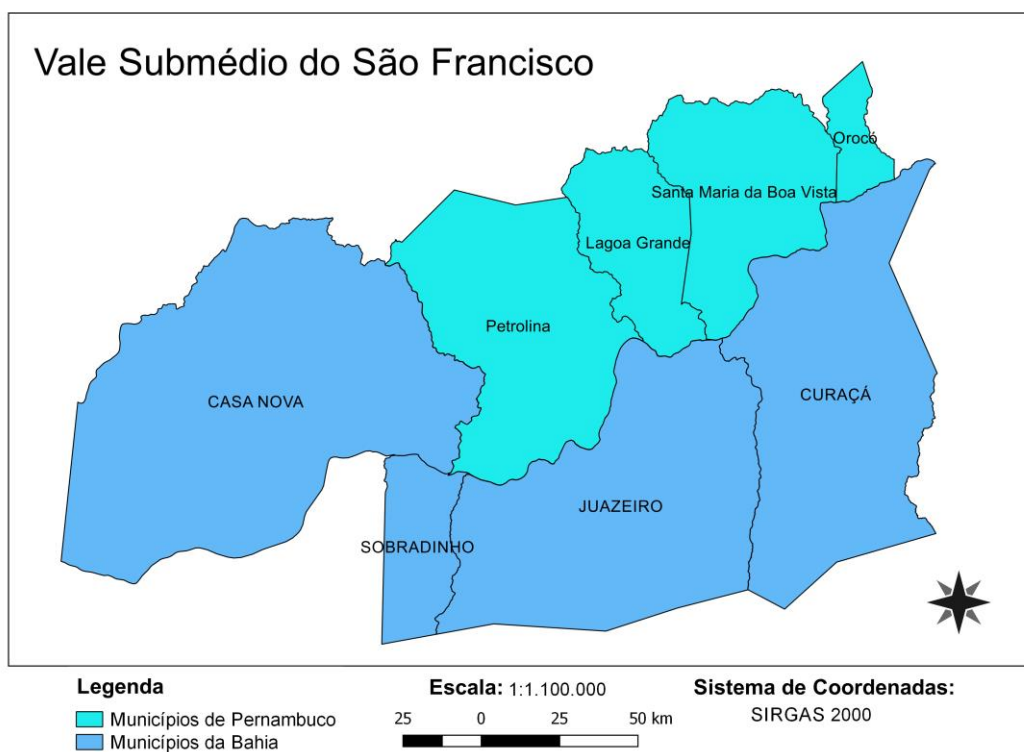 Vale Submédio do São Francisco
Orocó
Santa Maria da Boa Vista
Lagoa Grande
Petrolina
CASA NOVA
CURAÇÁ
JUAZEIRO
SOBRADINHO
Legenda
Municípios de Pernambuco
Municípios da Bahia
Escala: 1:1.100.000
25 0 25 50 km
Sistema de Coordenadas:
SIRGAS 2000